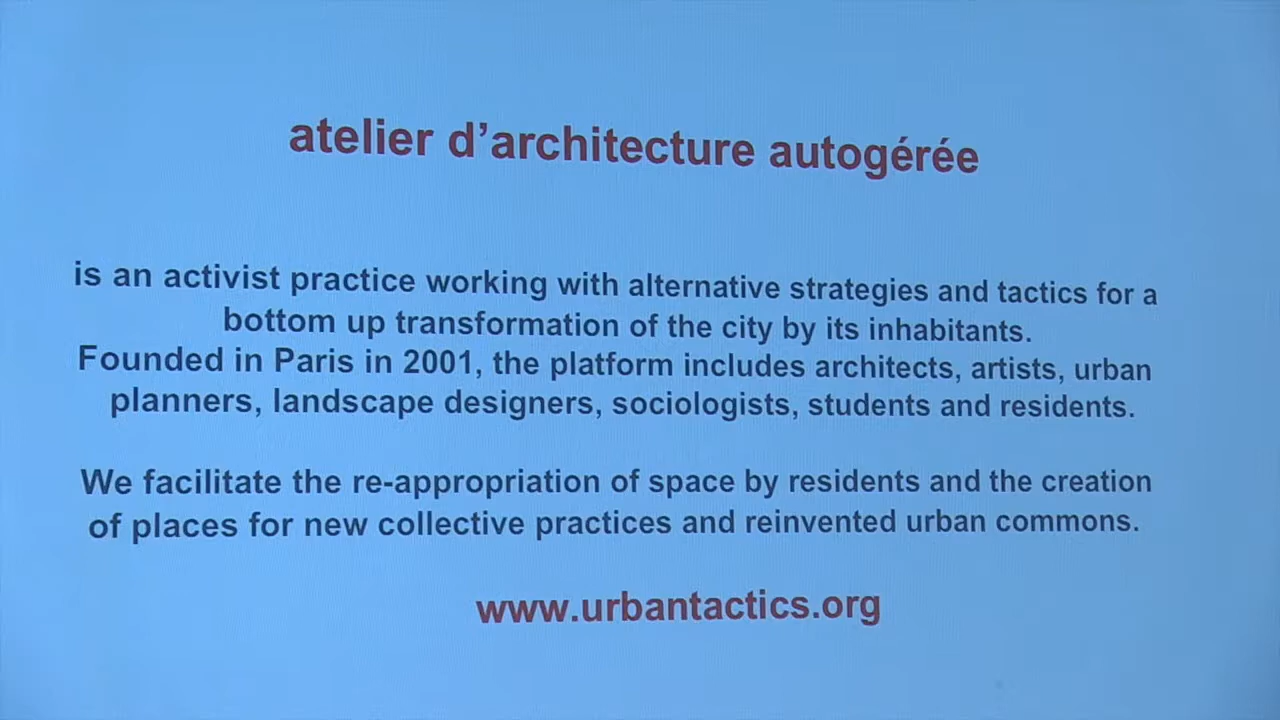 atelier d’architecture autogérée
is an activist practice working with alternative strategies and tactics for a
bottom up transformation of the city by its inhabitants.
Founded in Paris in 2001, the platform includes architects, artists, urban
planners, landscape designers, sociologists, students and residents.
We facilitate the re-appropriation of space by residents and the creation
of places for new collective practices and reinvented urban commons.
www.urbantactics.org